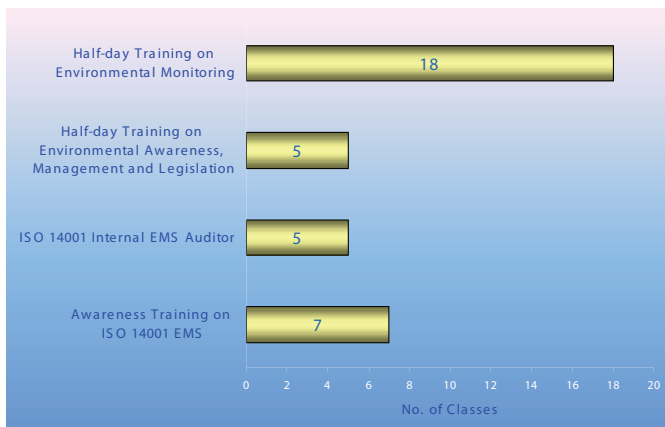 Half-day Training on
Environmental Monitoring
18
Half-day Training on
Environmental Awareness,
Management and Legislation
5
ISO 14001 Internal EMS Auditor
5
Awareness Training on
ISO 14001 EMS
7
0 2 4 6 8 10 12 14 16 18 20
No. of Classes